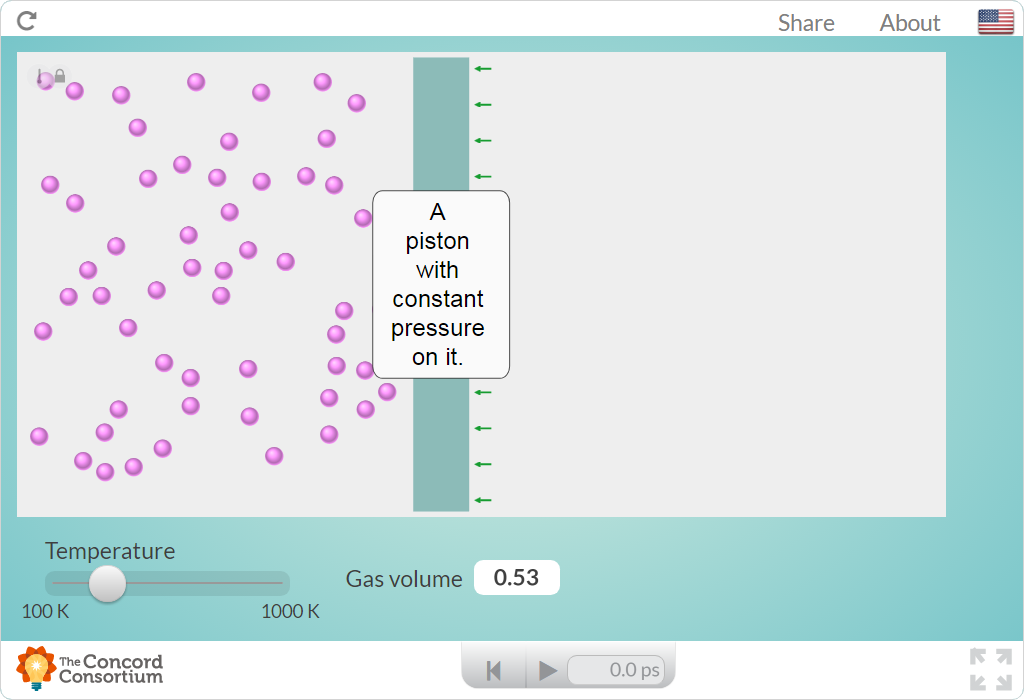 Share About
A
piston
with
constant
pressure
on it.
Temperature
100 K 1000 K
Gas volume 0.53
The Concord
Consortium
0.0 ps